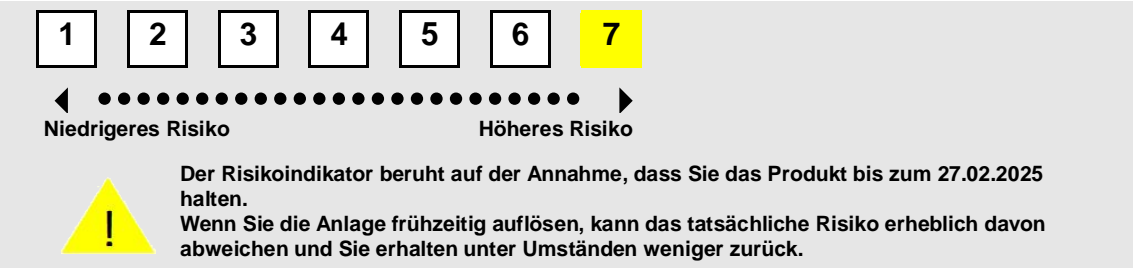 1 2 3 4 5 6 7
Niedrigeres Risiko Höheres Risiko
Der Risikoindikator beruht auf der Annahme, dass Sie das Produkt bis zum 27.02.2025
halten.
Wenn Sie die Anlage frühzeitig auflösen, kann das tatsächliche Risiko erheblich davon
abweichen und Sie erhalten unter Umständen weniger zurück.
!